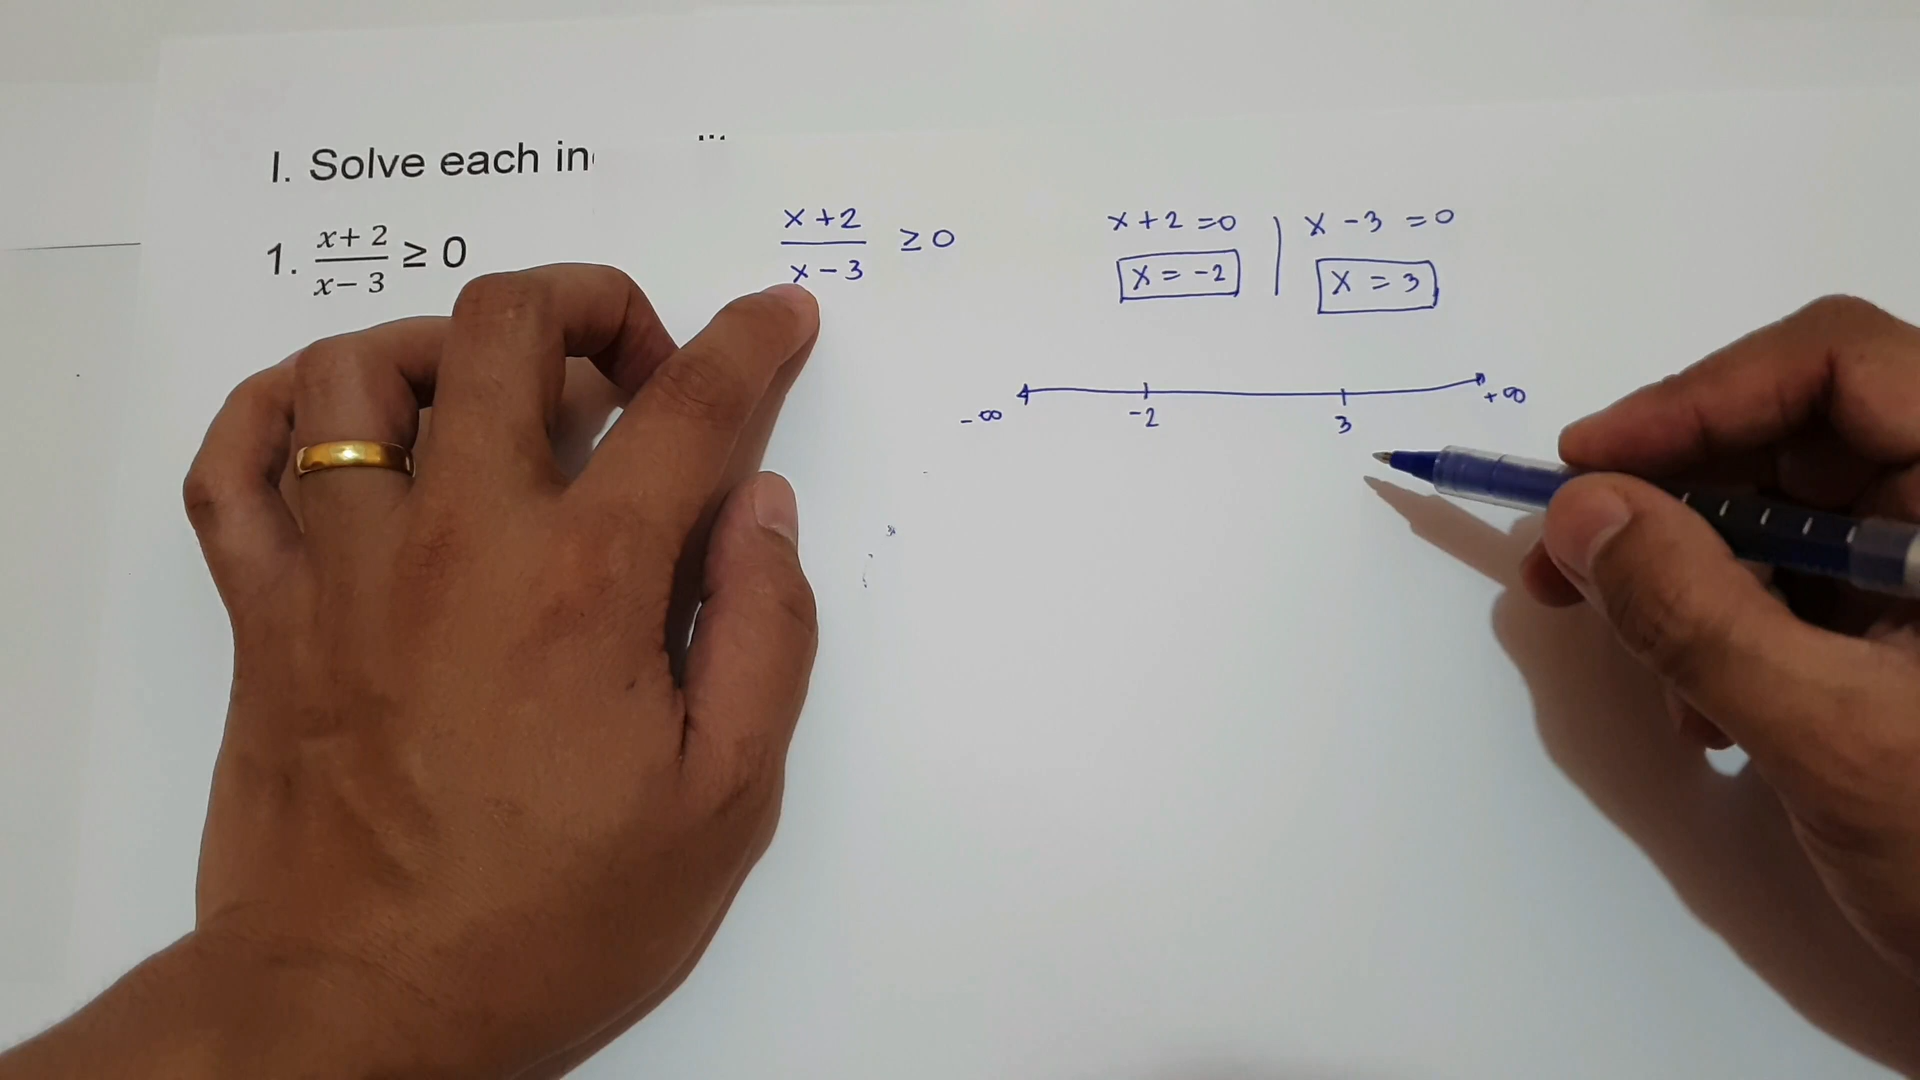 I. Solve each in
...
1. x+ 2 / x− 3 ≥ 0
x+2 / x-3 ≥ 0
x+2=0 | x-3=0
x=-2 | x=3
-∞ -2 3 +∞